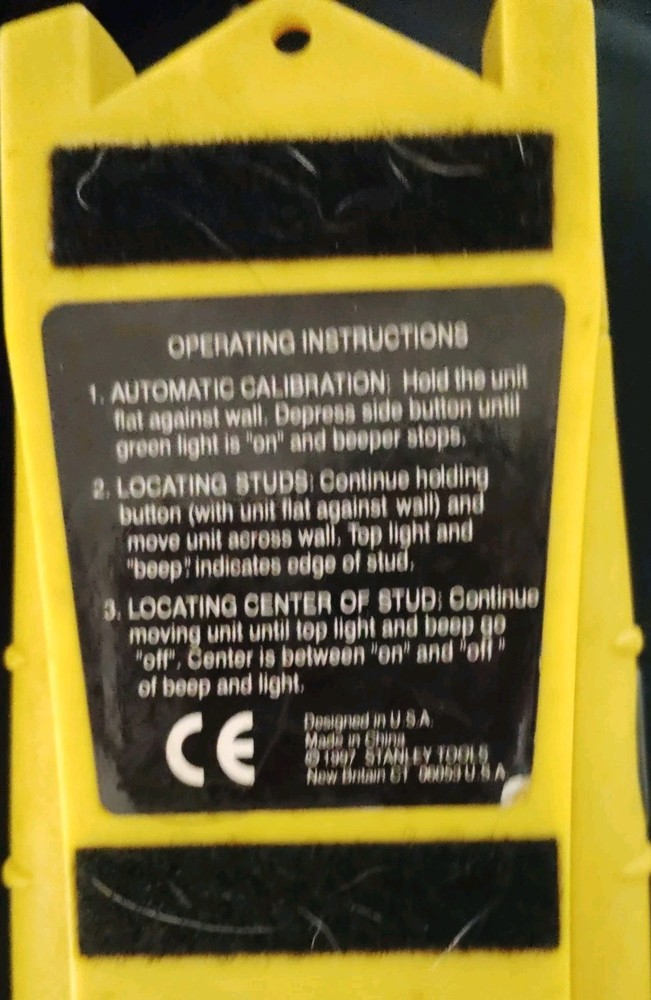 OPERATING INSTRUCTIONS
1. AUTOMATIC CALIBRATION: Hold the unit
flat against wall. Depress side button until
green light is "on" and beeper stops.
2. LOCATING STUDS: Continue holding
button (with unit flat against wall) and
move unit across wall. Top light and
"beep" indicates edge of stud.
3. LOCATING CENTER OF STUD: Continue
moving unit until top light and beep go
"off". Center is between "on" and "off"
of beep and light.
CE
Designed in U.S.A.
Made in China
© 1997 STANLEY TOOLS
New Britain CT 06053 U.S.A.